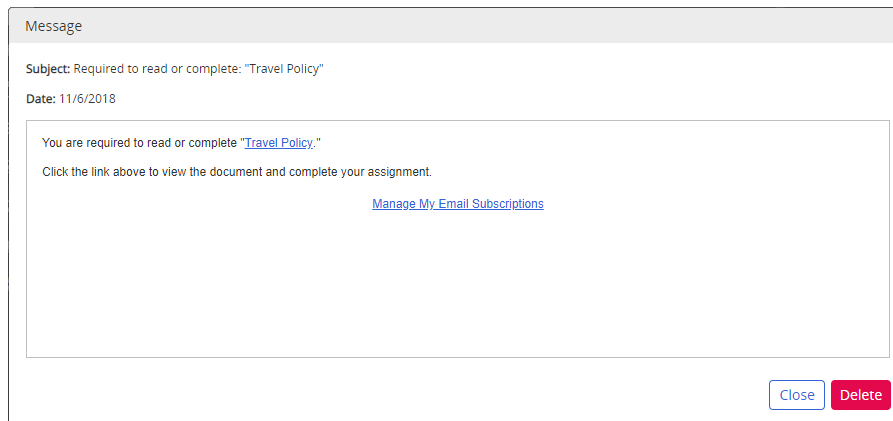 Message
Subject: Required to read or complete: "Travel Policy"
Date: 11/6/2018
You are required to read or complete "Travel Policy."
Click the link above to view the document and complete your assignment.
Manage My Email Subscriptions
Close Delete